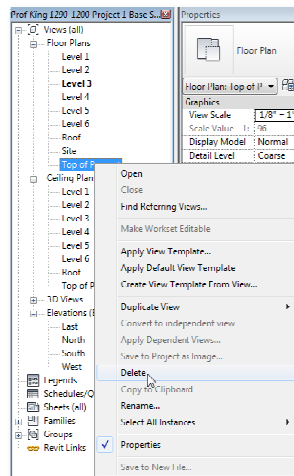 Prof King 1290-1200 Project 1 Base S...
Views (all)
Floor Plans
Level 1
Level 2
Level 3
Level 4
Level 5
Level 6
Roof
Site
Top of P
Ceiling Plan
Level 1
Level 2
Level 3
Level 4
Level 5
Level 6
Roof
Top of P
3D Views
Elevations (E
East
North
South
West
Legends
Schedules/Q
Sheets (all)
Families
Groups
Revit Links
Properties
Floor Plan
Floor Plan: Top of P
Graphics
View Scale 1/8" = 1'
Scale Value 1: 96
Display Model Normal
Detail Level Coarse
Open
Close
Find Referring Views...
Make Workset Editable
Apply View Template...
Apply Default View Template
Create View Template From View...
Duplicate View
Convert to independent view
Apply Dependent Views...
Save to Project as Image...
Delete
Copy to Clipboard
Rename...
Select All Instances
Properties
Save to New File...